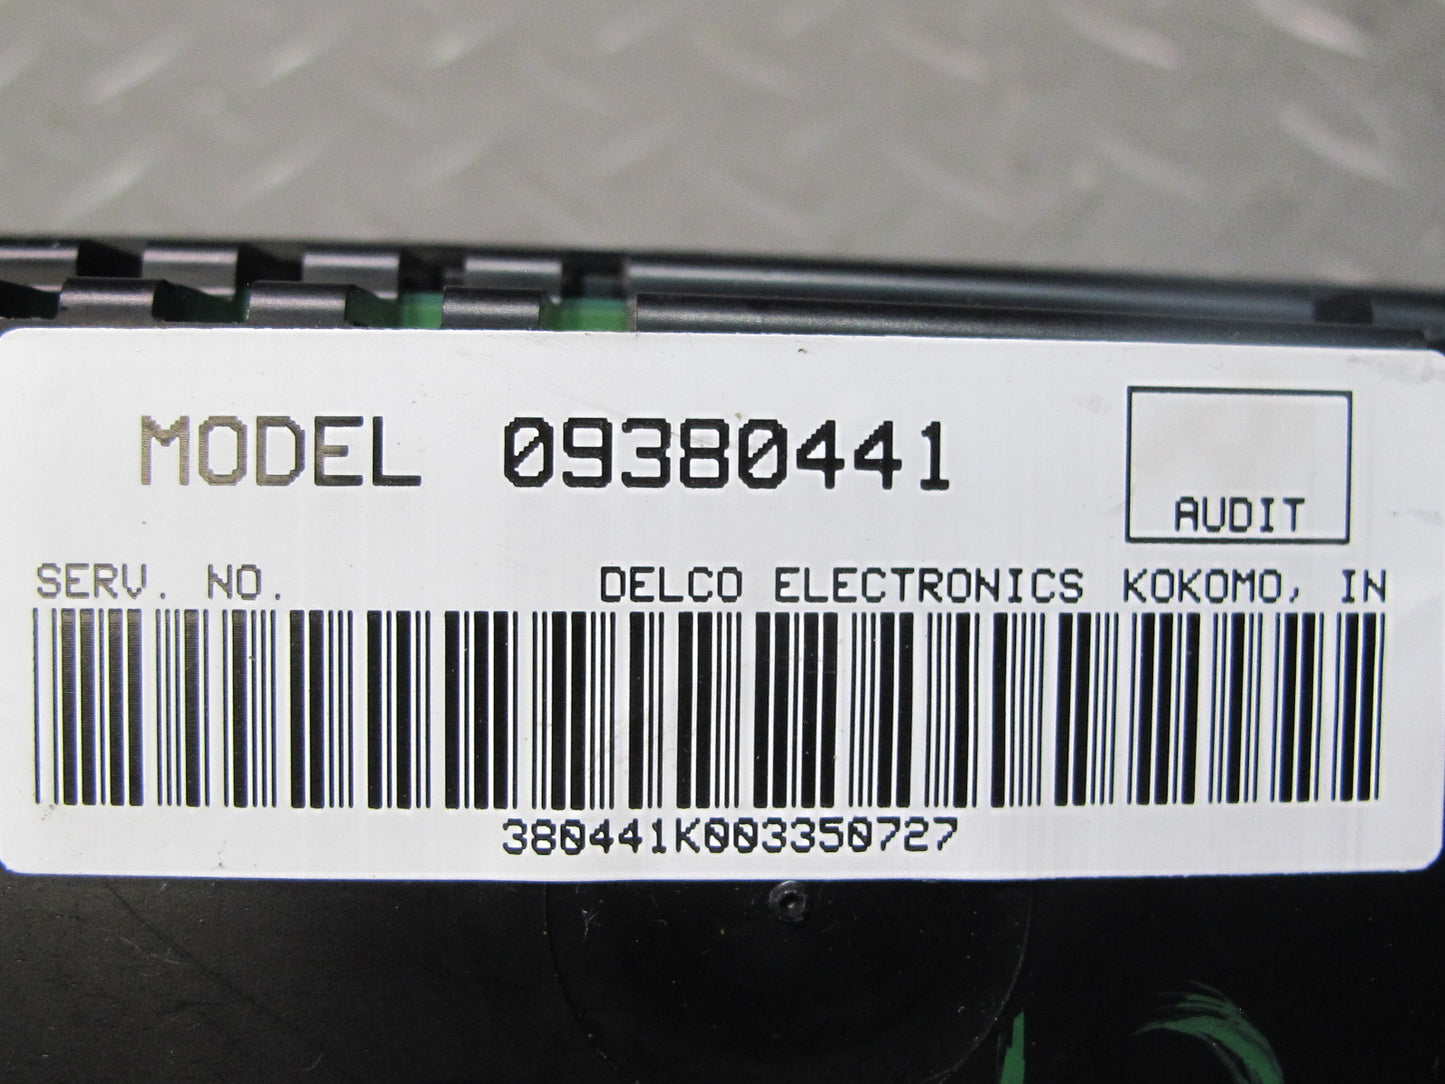 MODEL 09380441
AUDIT
SERV. NO. DELCO ELECTRONICS KOKOMO, IN
380441K003350727